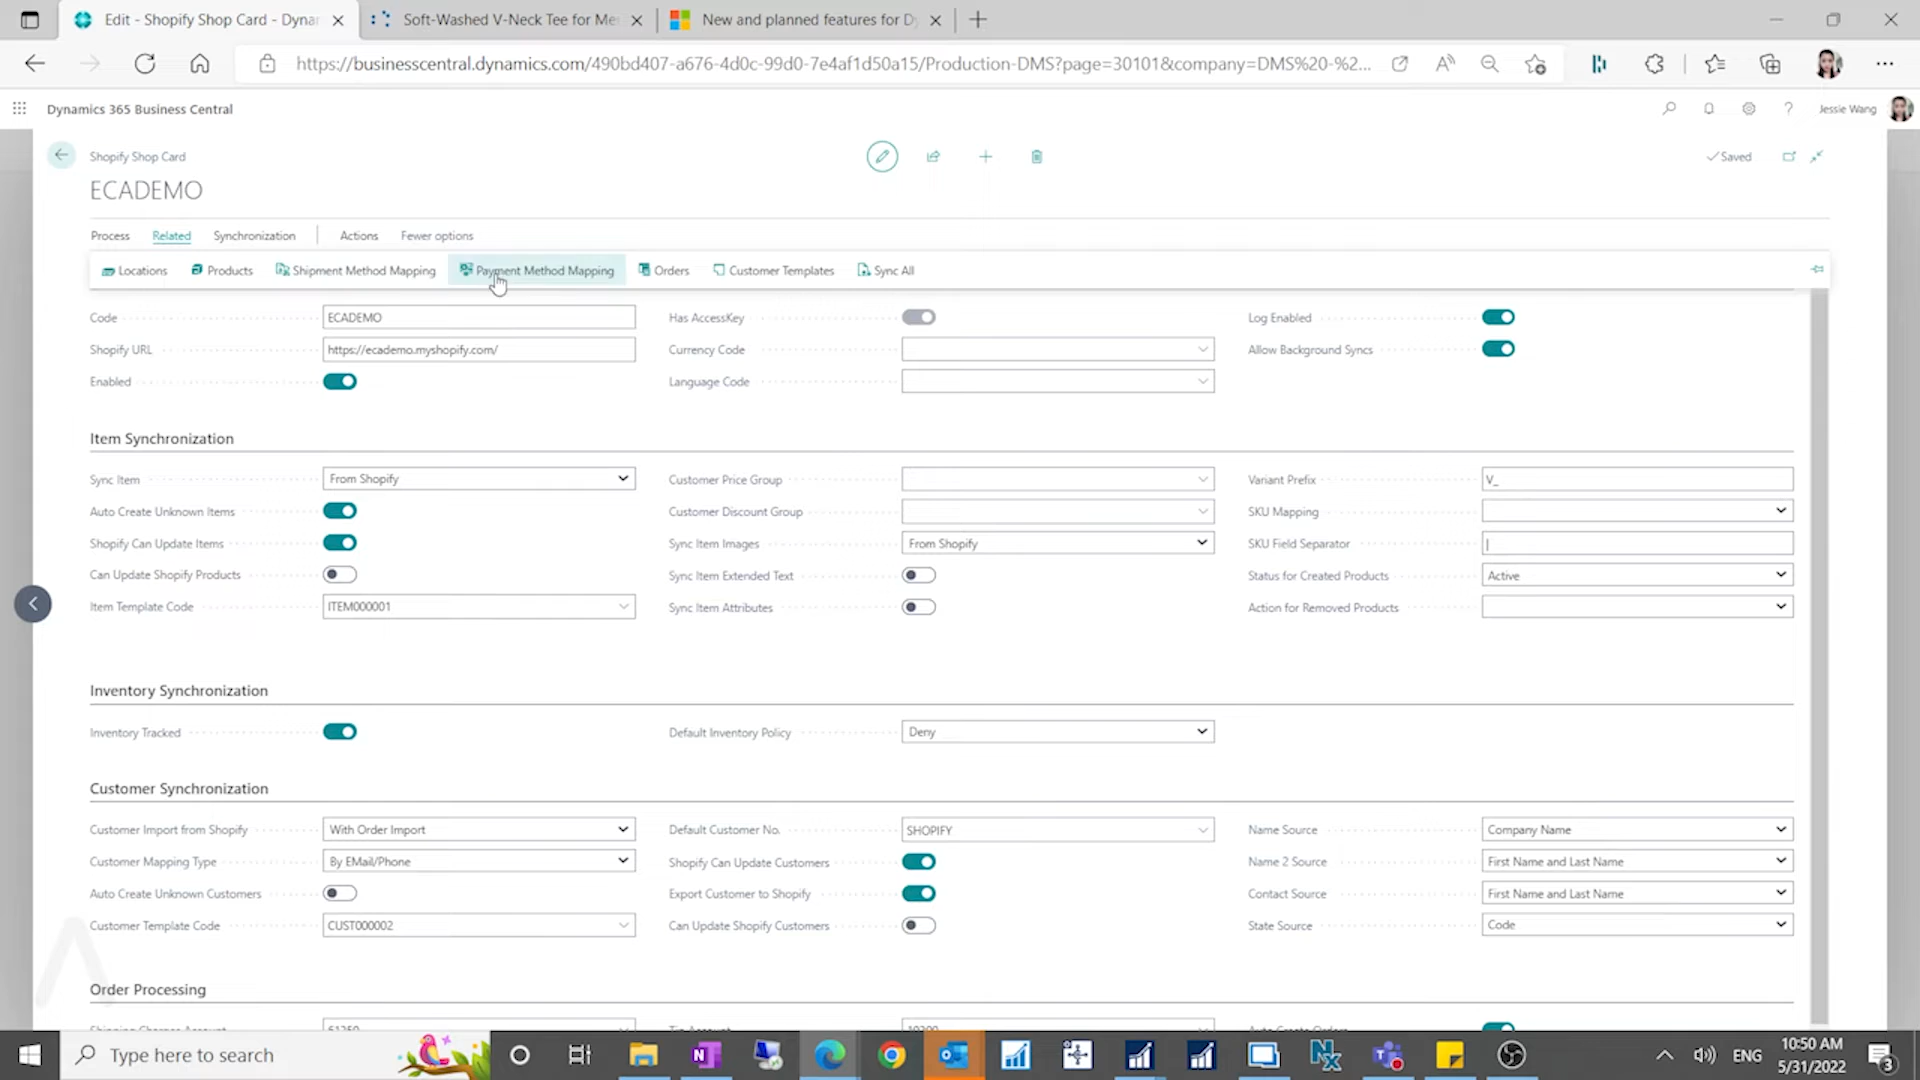 Edit - Shopify Shop Card - Dynar
Soft-Washed V-Neck Tee for Me
New and planned features for D
https://businesscentral.dynamics.com/490bd407-a676-4d0c-99d0-7e4af1d50a15/Production-DMS?page=30101&company=DMS%20-%2...
Dynamics 365 Business Central
Jessie Wang
Shopify Shop Card
Saved
ECADEMO
Process Related Synchronization Actions Fewer options
Locations Products Shipment Method Mapping Payment Method Mapping Orders Customer Templates Sync All
Code ECADEMO Has AccessKey Log Enabled
Shopify URL https://ecademo.myshopify.com/ Currency Code Allow Background Syncs
Enabled Language Code
Item Synchronization
Sync Item From Shopify Customer Price Group Variant Prefix V_
Auto Create Unknown Items Customer Discount Group SKU Mapping
Shopify Can Update Items Sync Item Images From Shopify SKU Field Separator |
Can Update Shopify Products Sync Item Extended Text Status for Created Products Active
Item Template Code ITEM000001 Sync Item Attributes Action for Removed Products
Inventory Synchronization
Inventory Tracked Default Inventory Policy Deny
Customer Synchronization
Customer Import from Shopify With Order Import Default Customer No. SHOPIFY Name Source Company Name
Customer Mapping Type By EMail/Phone Shopify Can Update Customers Name 2 Source First Name and Last Name
Auto Create Unknown Customers Export Customer to Shopify Contact Source First Name and Last Name
Customer Template Code CUST000002 Can Update Shopify Customers State Source Code
Order Processing
Type here to search
ENG
10:50 AM
5/31/2022
3